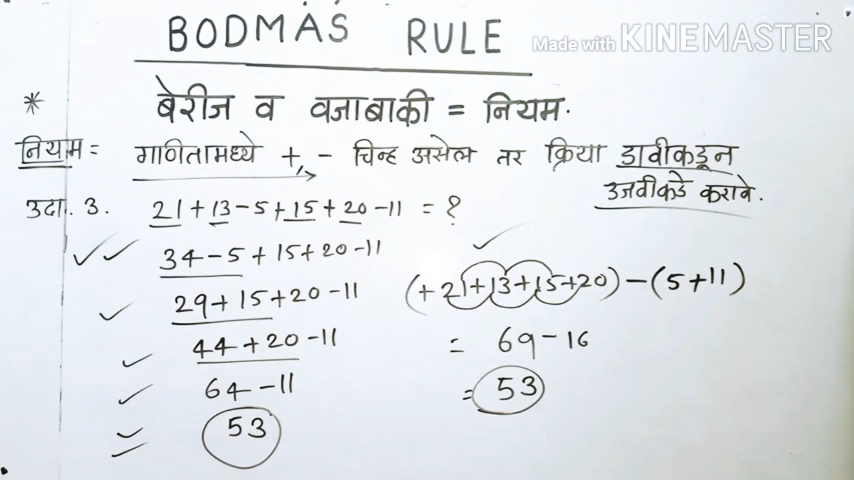 BODMAS RULE
Made with KINEMASTER
* बेरीज व वजाबाकी = नियम.
नियम = गणितामध्ये +, - चिन्ह असेल तर क्रिया डावीकडून
उजवीकडे करावे.
उदा. 3. 21 + 13 - 5 + 15 + 20 - 11 = ?
34 - 5 + 15 + 20 - 11
29 + 15 + 20 - 11
(+ 21 + 13 + 15 + 20) - (5 + 11)
44 + 20 - 11
= 69 - 16
64 - 11
= 53
53